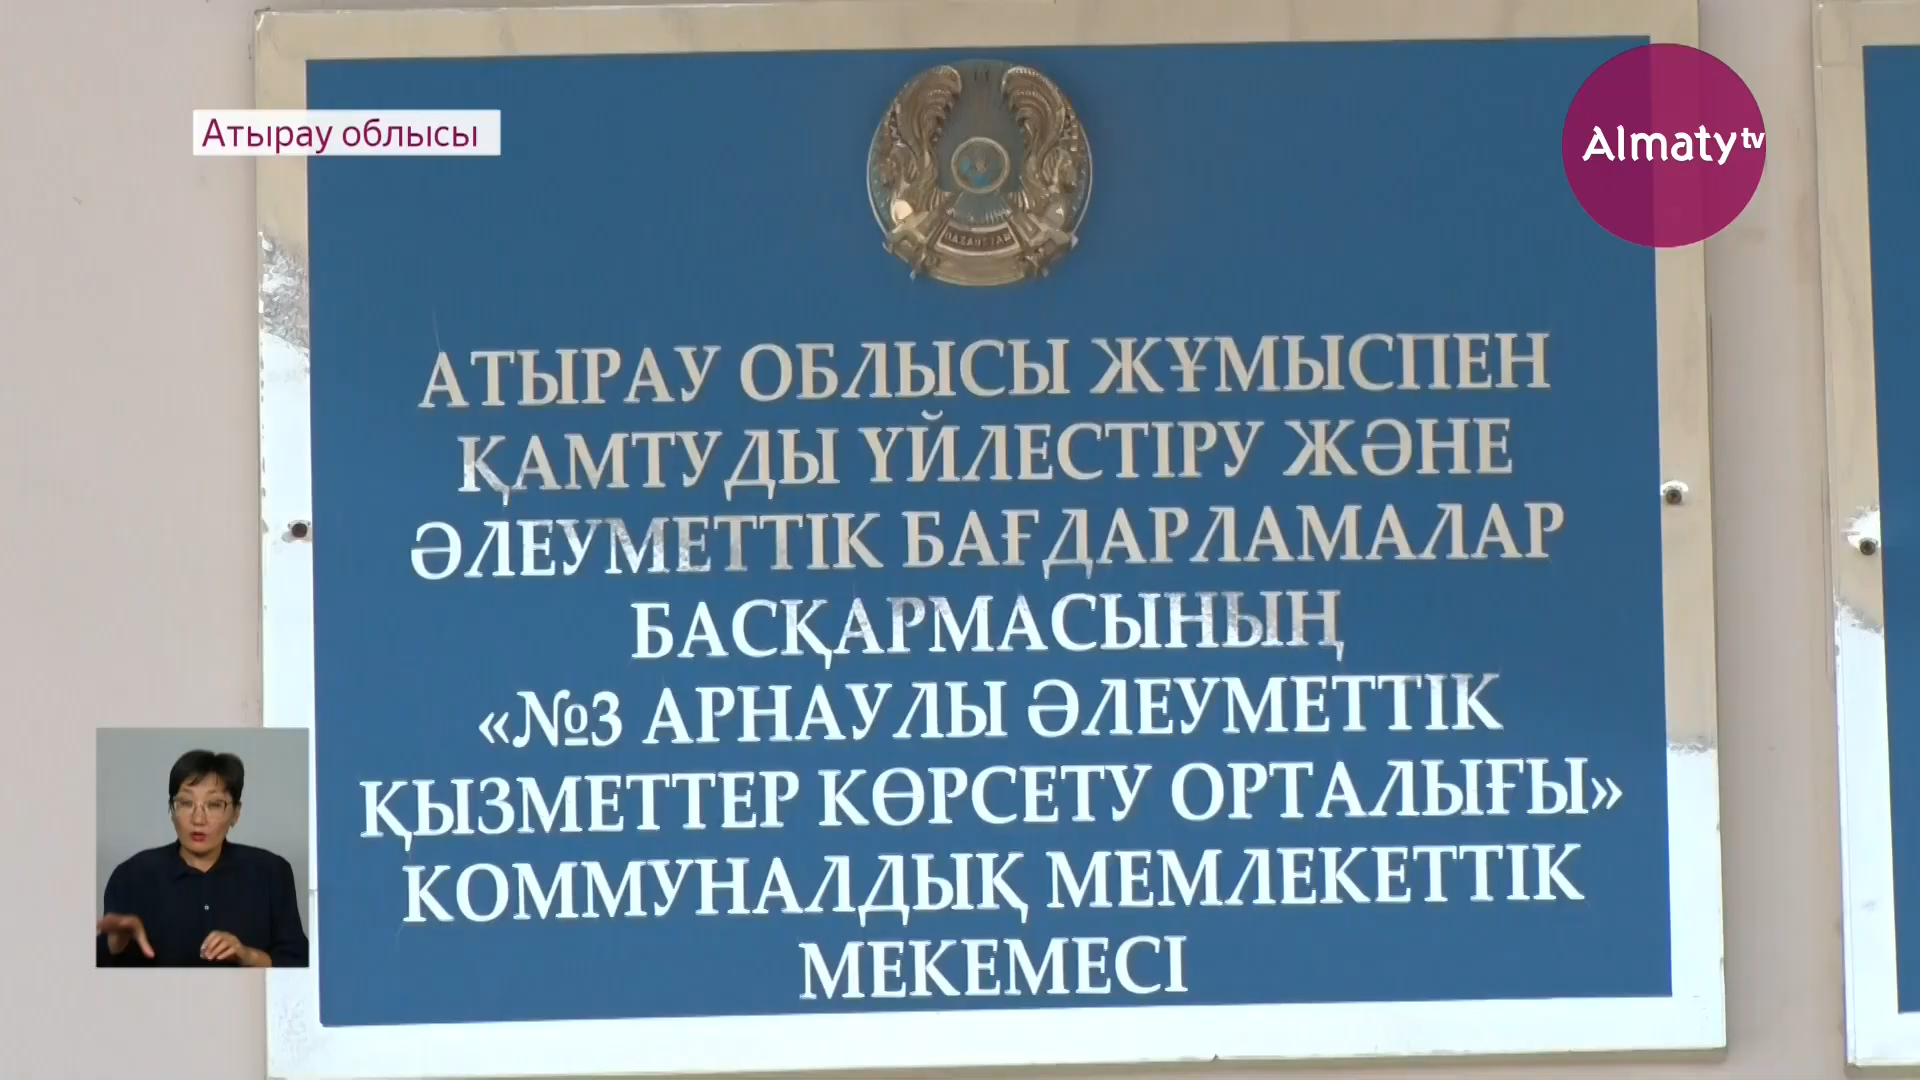 Атырау облысы
Almaty tv
QAZAQSTAN
АТЫРАУ ОБЛЫСЫ ЖҰМЫСПЕН
ҚАМТУДЫ ҮЙЛЕСТІРУ ЖӘНЕ
ӘЛЕУМЕТТІК БАҒДАРЛАМАЛАР
БАСҚАРМАСЫНЫҢ
«№3 АРНАУЛЫ ӘЛЕУМЕТТІК
ҚЫЗМЕТТЕР КӨРСЕТУ ОРТАЛЫҒЫ»
КОММУНАЛДЫҚ МЕМЛЕКЕТТІК
МЕКЕМЕСІ